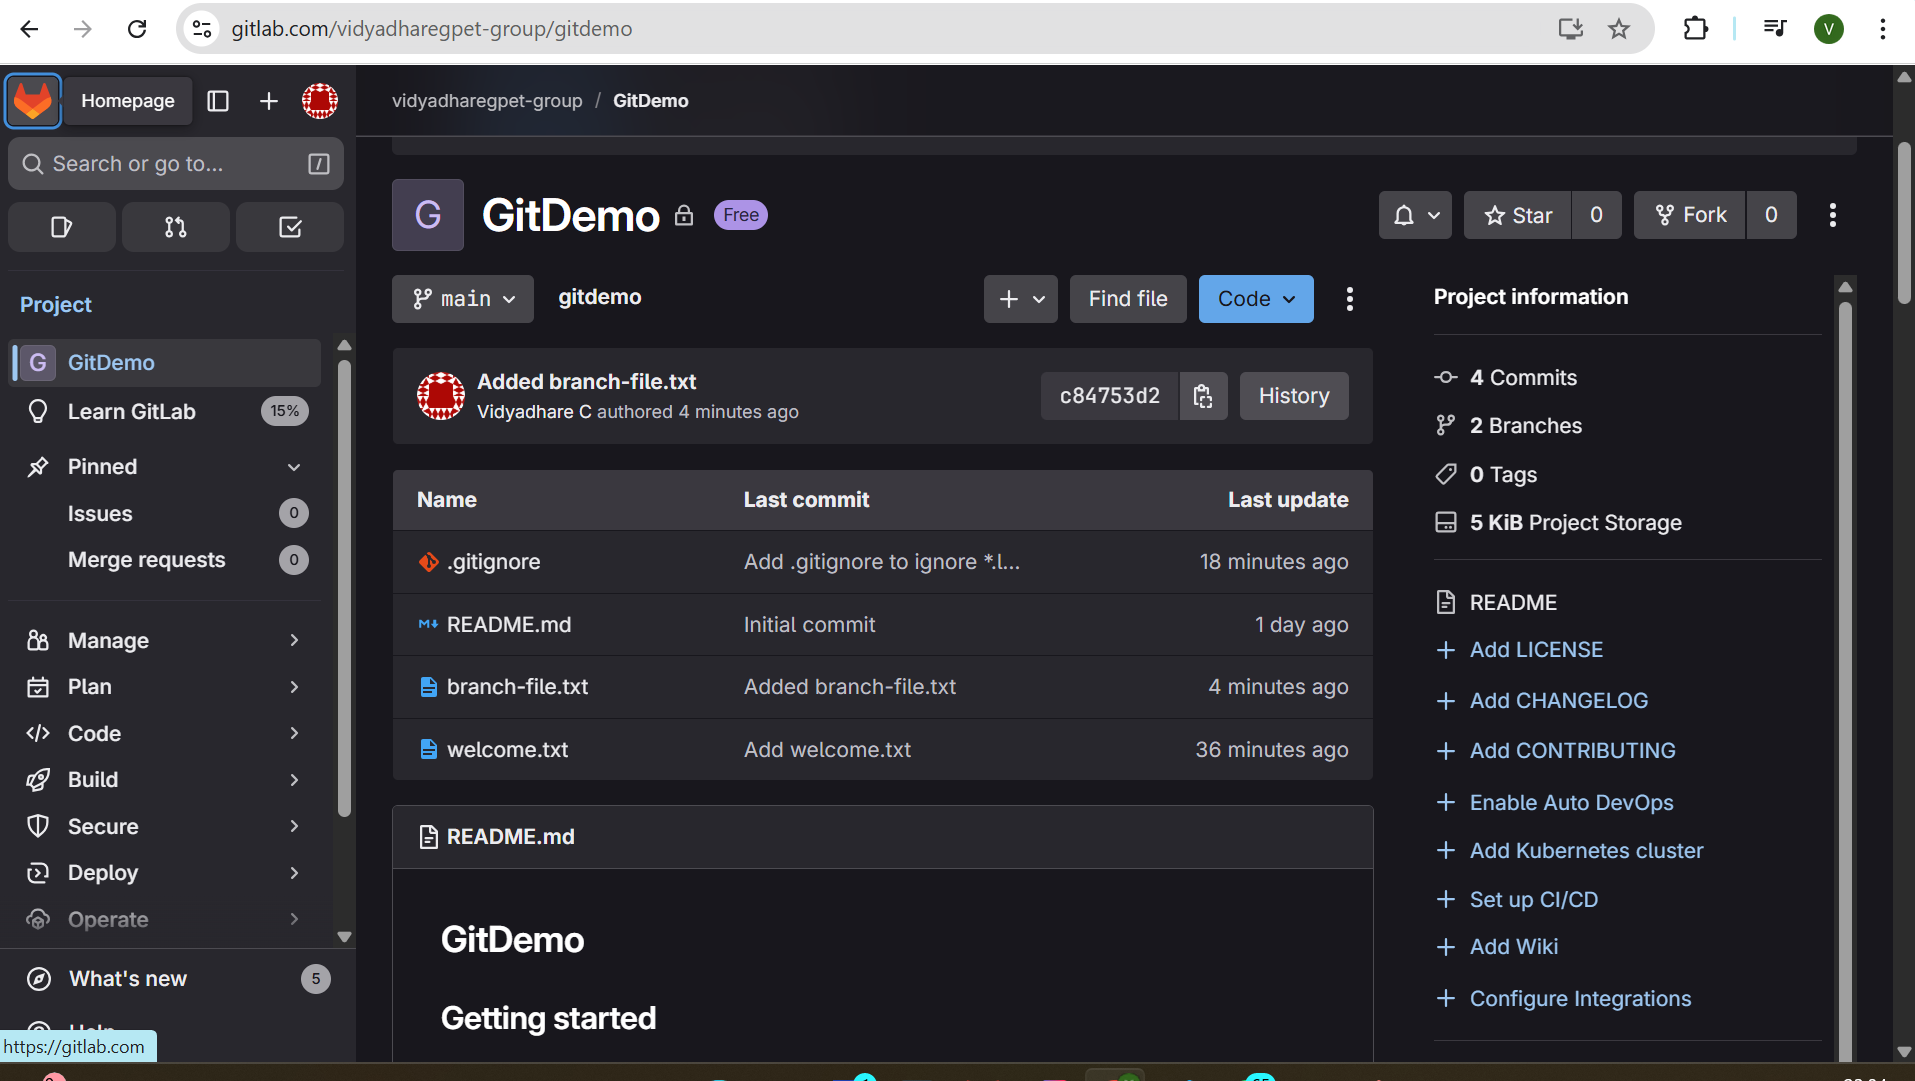 gitlab.com/vidyadharegpet-group/gitdemo
V
Homepage
vidyadharegpet-group / GitDemo
Search or go to...
/
G
GitDemo
Free
Star
0
Fork
0
Project
main
gitdemo
+
Find file
Code
Project information
G
GitDemo
Learn GitLab
15%
Pinned
Issues
0
Merge requests
0
Manage
Plan
Code
Build
Secure
Deploy
Operate
What's new
5
https://gitlab.com
Added branch-file.txt
Vidyadhare C authored 4 minutes ago
c84753d2
History
Name Last commit Last update
.gitignore Add .gitignore to ignore *.l... 18 minutes ago
M↓ README.md Initial commit 1 day ago
branch-file.txt Added branch-file.txt 4 minutes ago
welcome.txt Add welcome.txt 36 minutes ago
README.md
GitDemo
Getting started
4 Commits
2 Branches
0 Tags
5 KiB Project Storage
README
+ Add LICENSE
+ Add CHANGELOG
+ Add CONTRIBUTING
+ Enable Auto DevOps
+ Add Kubernetes cluster
+ Set up CI/CD
+ Add Wiki
+ Configure Integrations